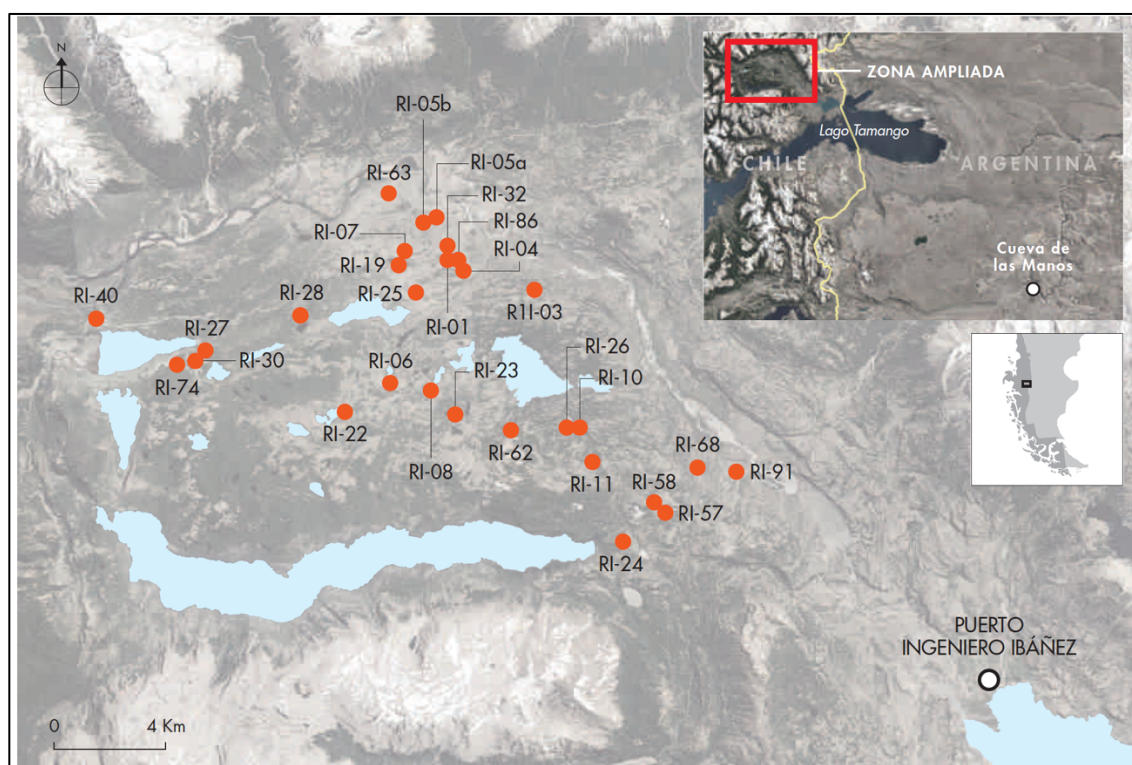 N
RI-05b
RI-05a
RI-63
RI-32
RI-86
RI-07
RI-04
RI-19
RI-40
RI-28
RI-25
RI-01
R1I-03
RI-27
RI-30
RI-74
RI-06
RI-23
RI-26
RI-10
RI-22
RI-08
RI-62
RI-11
RI-68
RI-91
RI-58
RI-57
RI-24
PUERTO
INGENIERO IBÁÑEZ
0 4 Km
ZONA AMPLIADA
Lago Tamango
CHILE
ARGENTINA
Cueva de
las Manos